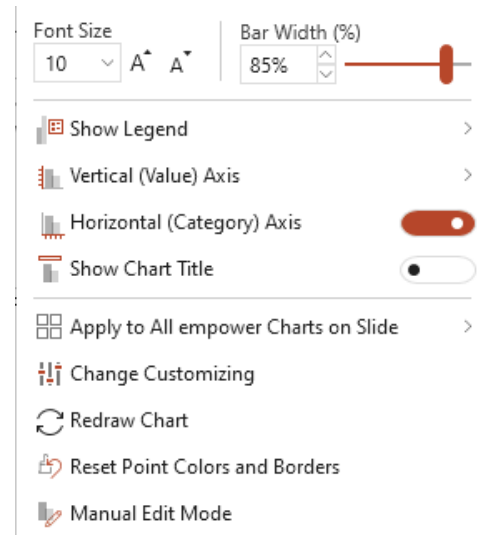 Font Size
Bar Width (%)
10
A A
85%
Show Legend
Vertical (Value) Axis
Horizontal (Category) Axis
Show Chart Title
Apply to All empower Charts on Slide
Change Customizing
Redraw Chart
Reset Point Colors and Borders
Manual Edit Mode